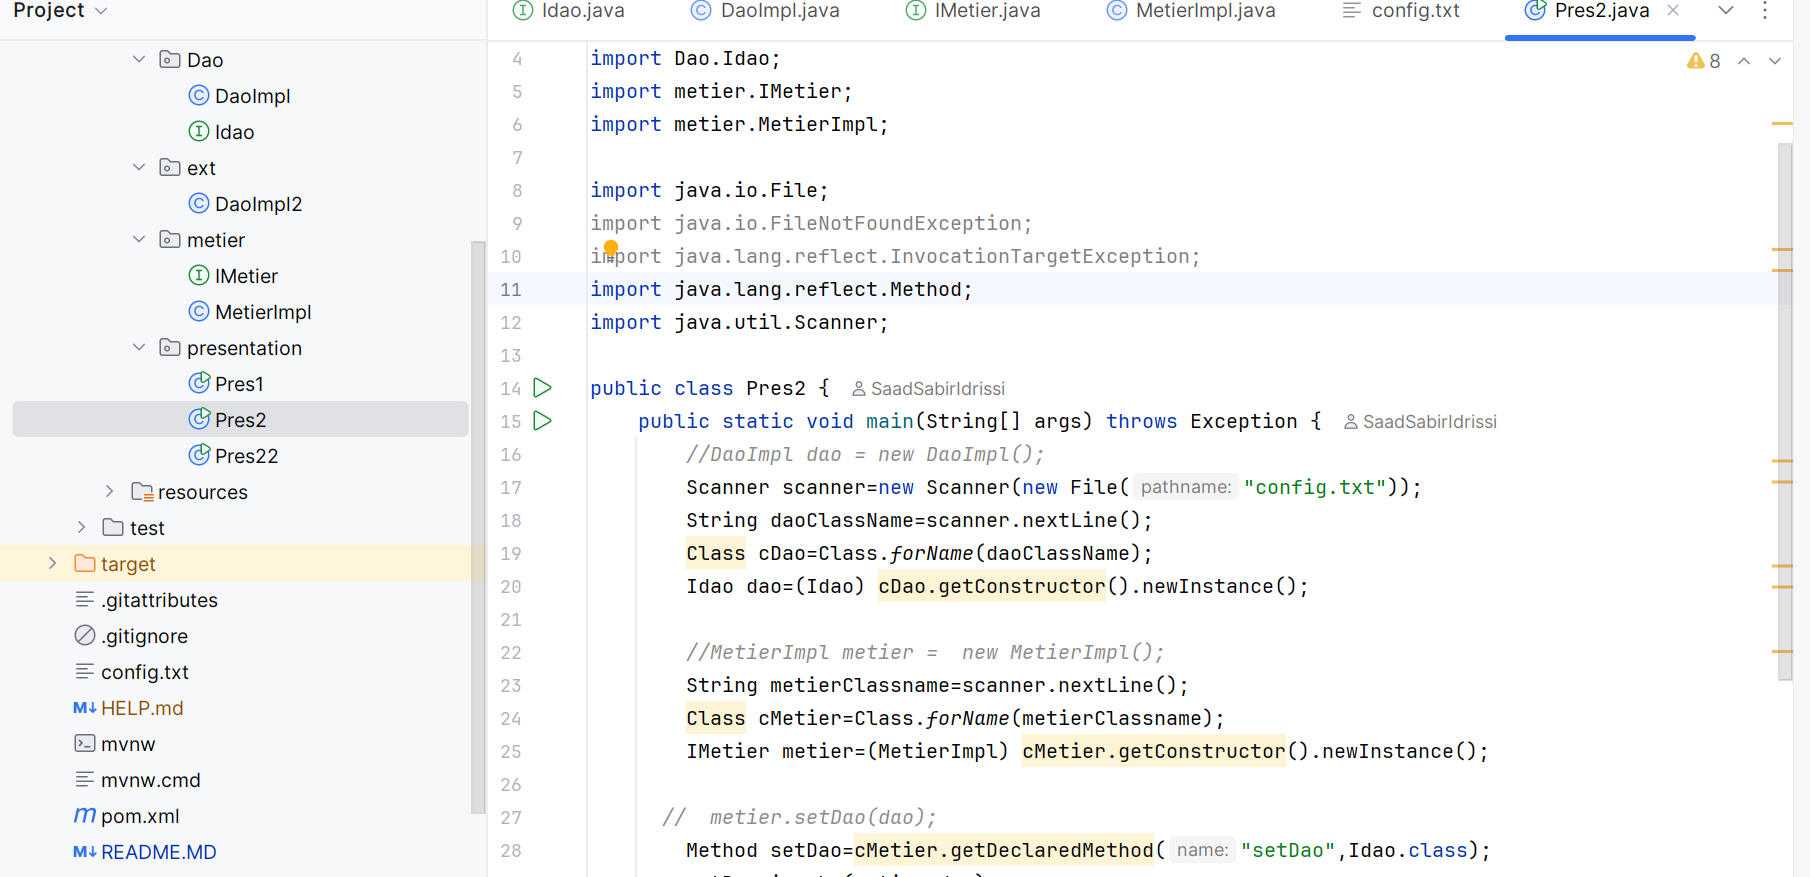 Project
Dao
DaoImpl
Idao
ext
DaoImpl2
metier
IMetier
MetierImpl
presentation
Pres1
Pres2
Pres22
resources
test
target
.gitattributes
.gitignore
config.txt
HELP.md
mvnw
mvnw.cmd
pom.xml
README.MD
Idao.java DaoImpl.java IMetier.java MetierImpl.java config.txt Pres2.java
8
4 import Dao.Idao;
5 import metier.IMetier;
6 import metier.MetierImpl;
7
8 import java.io.File;
9 import java.io.FileNotFoundException;
10 import java.lang.reflect.InvocationTargetException;
11 import java.lang.reflect.Method;
12 import java.util.Scanner;
13
14 public class Pres2 { SaadSabirIdrissi
15 public static void main(String[] args) throws Exception { SaadSabirIdrissi
16 //DaoImpl dao = new DaoImpl();
17 Scanner scanner=new Scanner(new File( pathname: "config.txt"));
18 String daoClassName=scanner.nextLine();
19 Class cDao=Class.forName(daoClassName);
20 Idao dao=(Idao) cDao.getConstructor().newInstance();
21
22 //MetierImpl metier =  new MetierImpl();
23 String metierClassname=scanner.nextLine();
24 Class cMetier=Class.forName(metierClassname);
25 IMetier metier=(MetierImpl) cMetier.getConstructor().newInstance();
26
27 //  metier.setDao(dao);
28 Method setDao=cMetier.getDeclaredMethod( name: "setDao",Idao.class);